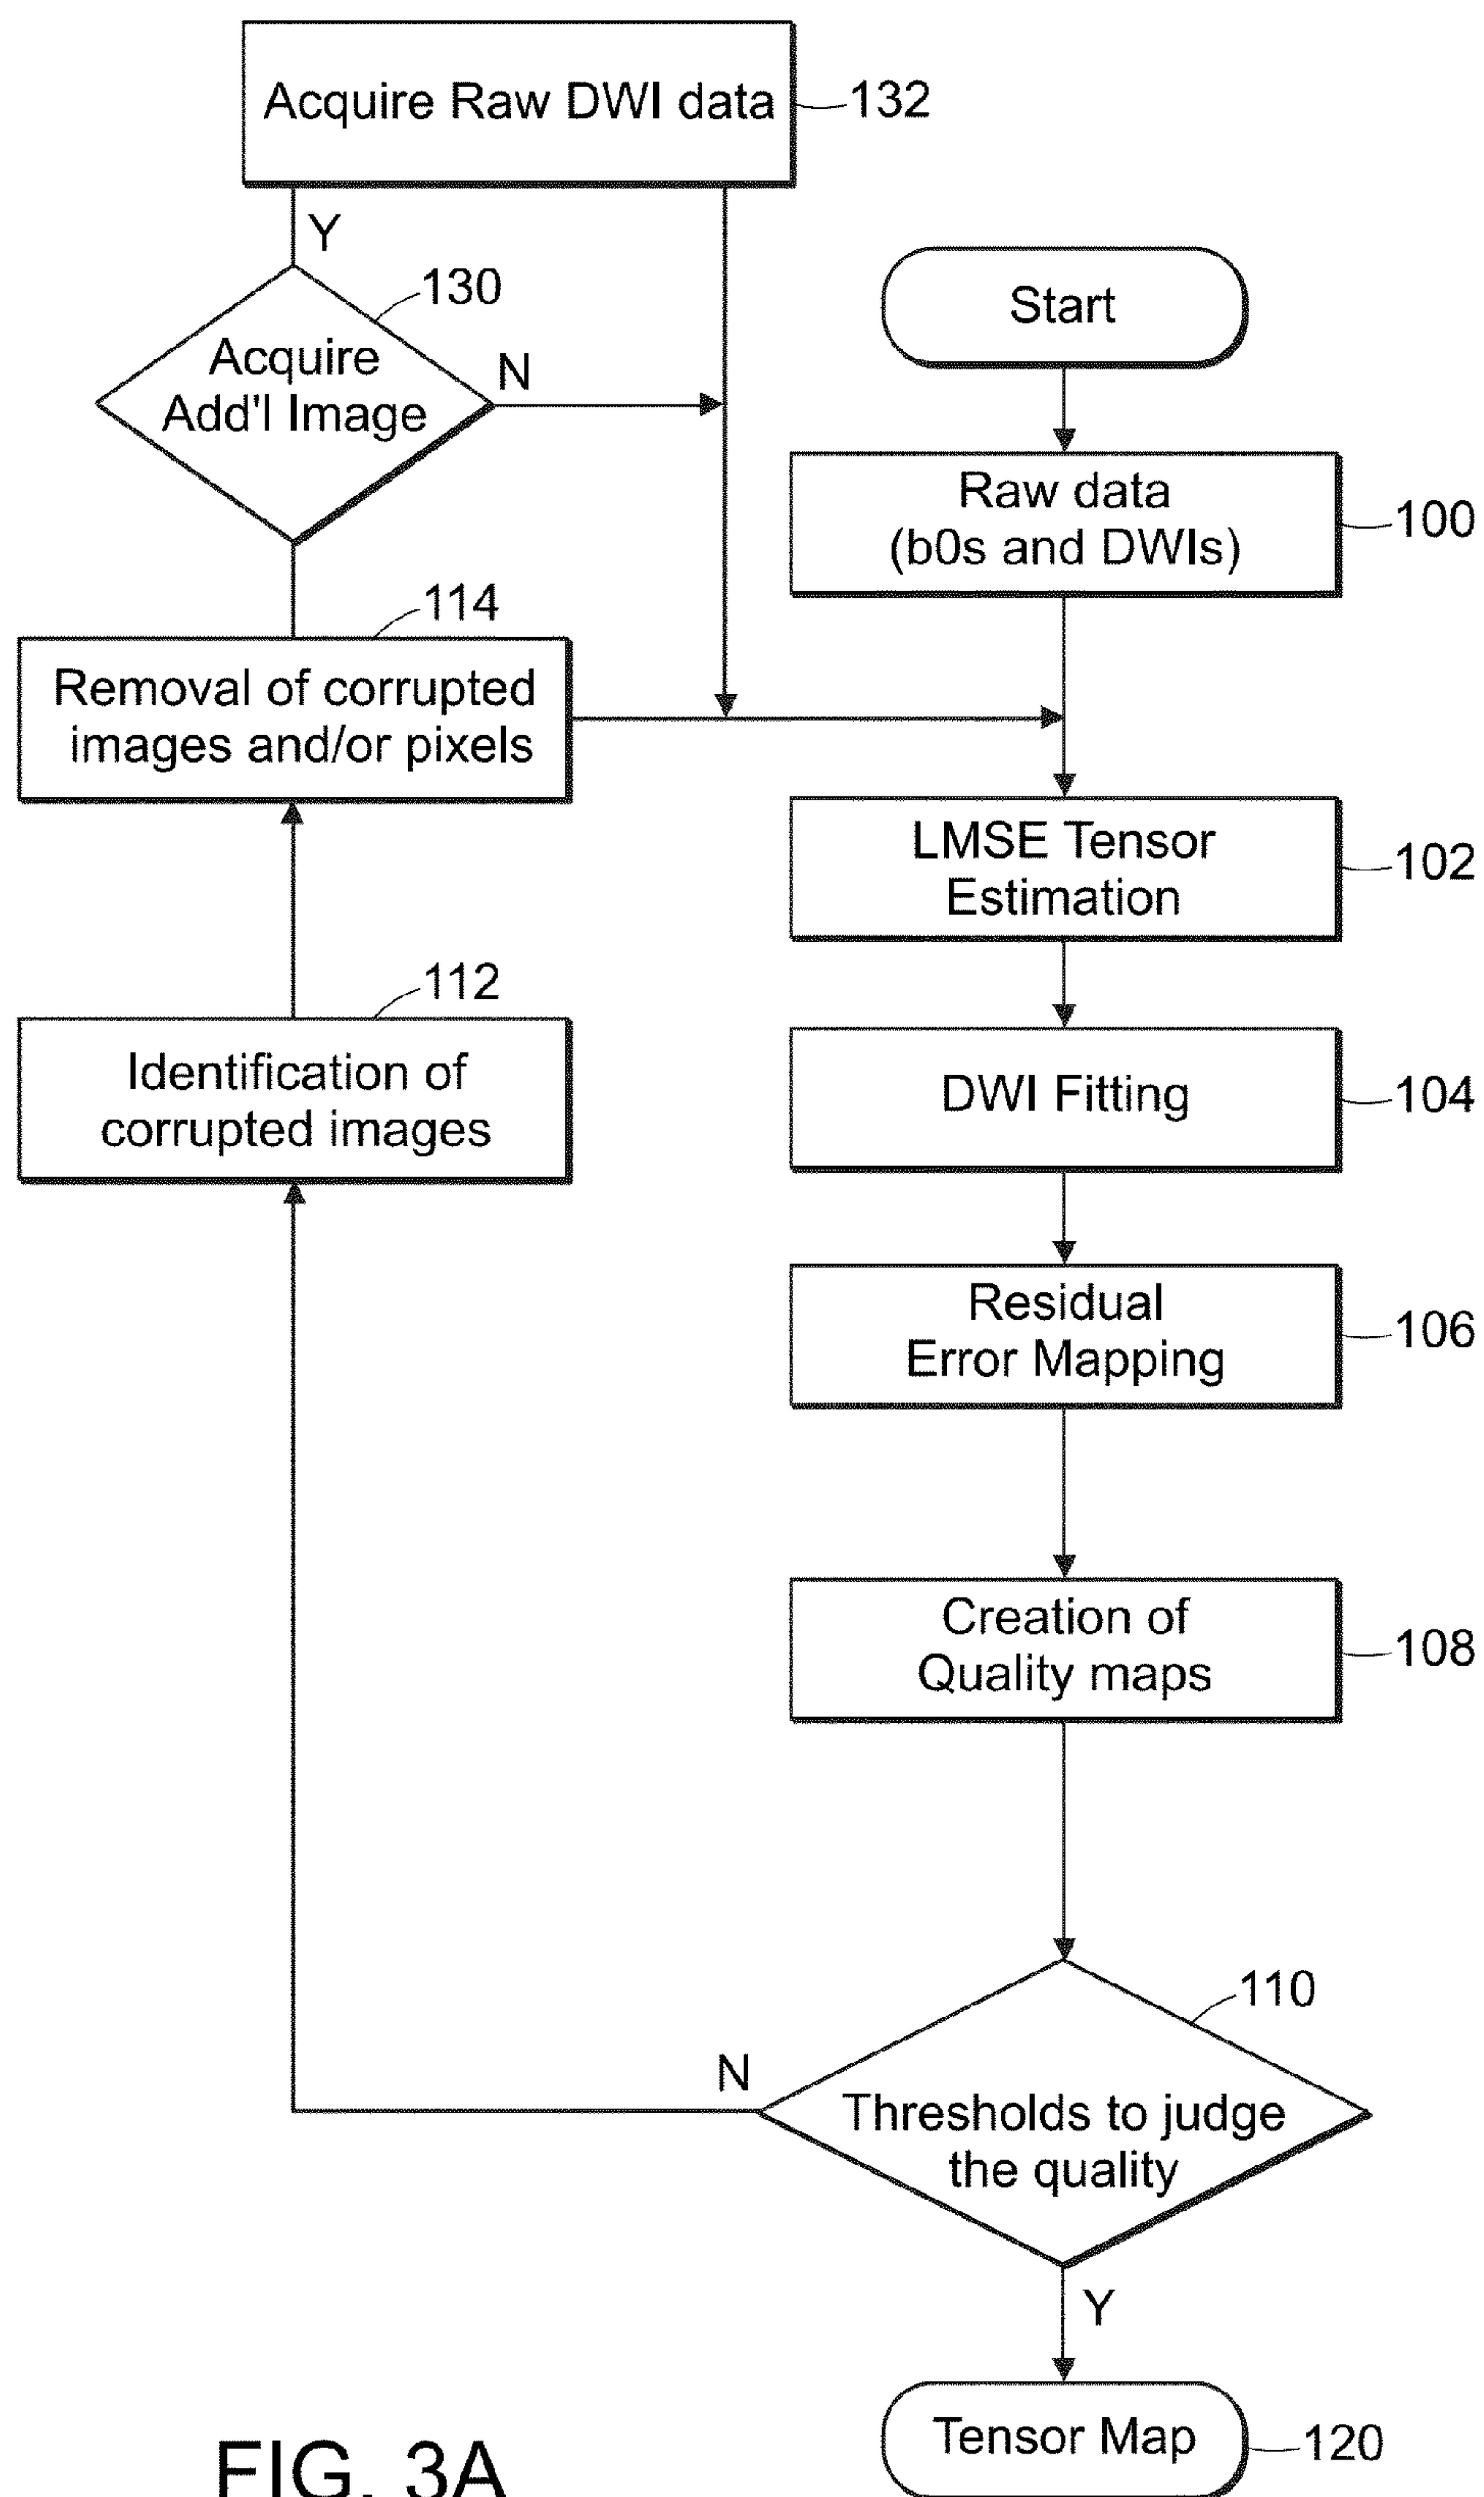 Acquire Raw DWI data
132
Y
130
Acquire
Add'l Image
N
Start
Raw data
(b0s and DWIs)
100
114
Removal of corrupted
images and/or pixels
LMSE Tensor
Estimation
102
112
Identification of
corrupted images
DWI Fitting
104
Residual
Error Mapping
106
Creation of
Quality maps
108
110
N
Thresholds to judge
the quality
Y
Tensor Map
120
FIG. 3A